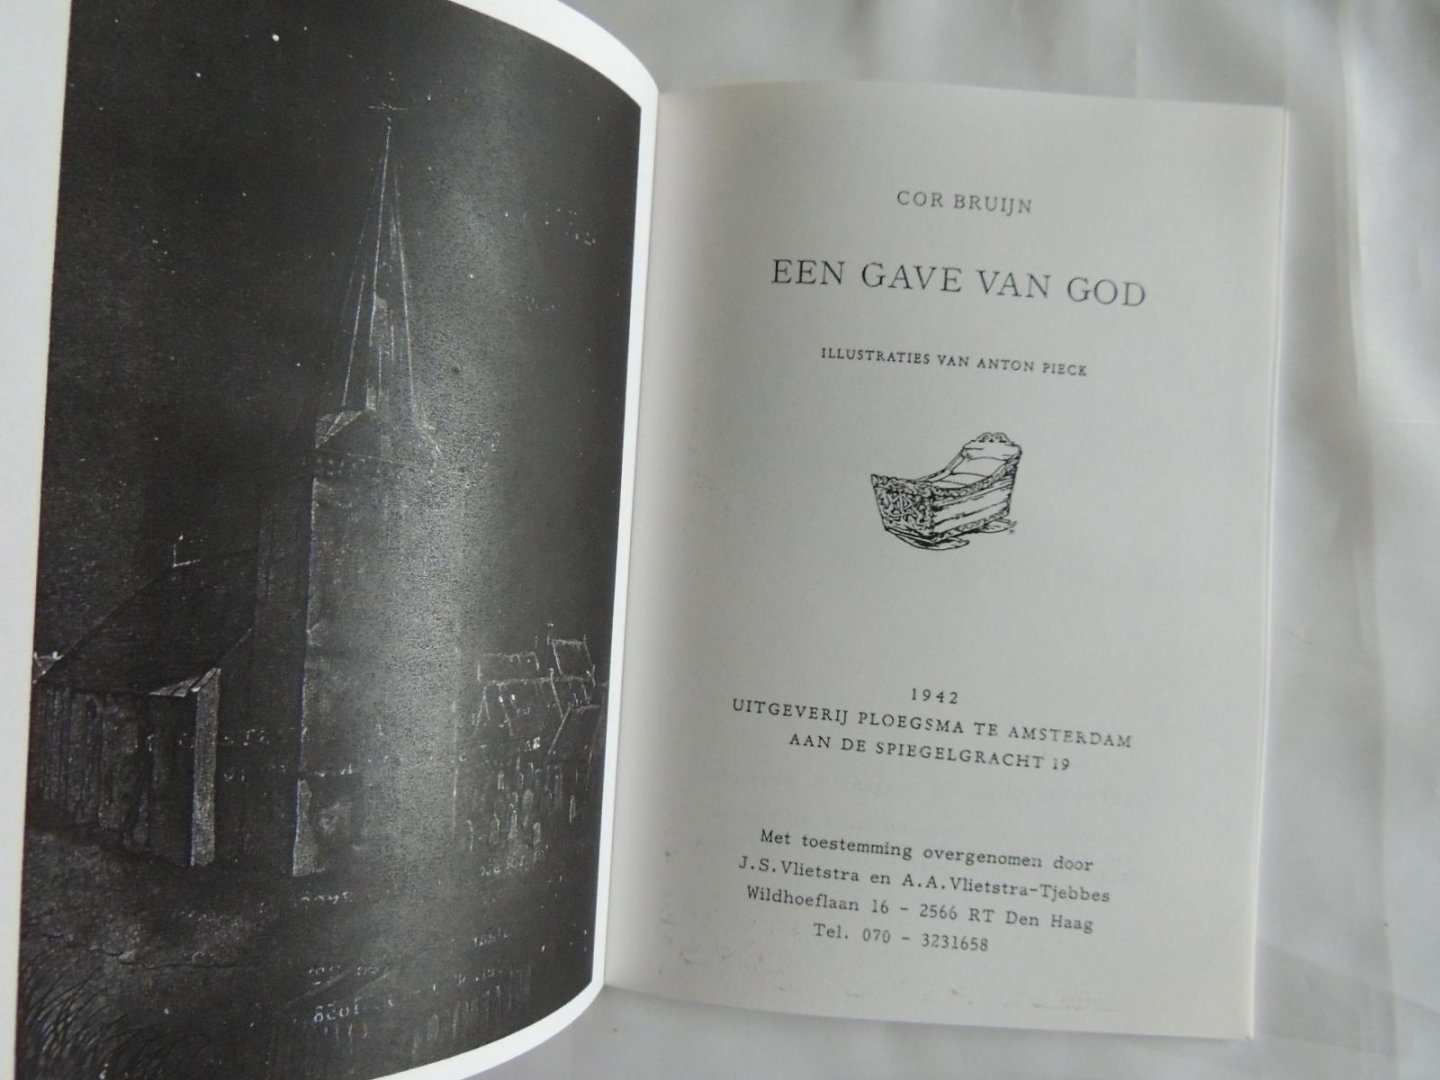 COR BRUIJN
EEN GAVE VAN GOD
ILLUSTRATIES VAN ANTON PIECK
1942
UITGEVERIJ PLOEGSMA TE AMSTERDAM
AAN DE SPIEGELGRACHT 19
Met toestemming overgenomen door
J.S.Vlietstra en A.A.Vlietstra-Tjebbes
Wildhoeflaan 16 - 2566 RT Den Haag
Tel. 070 - 3231658